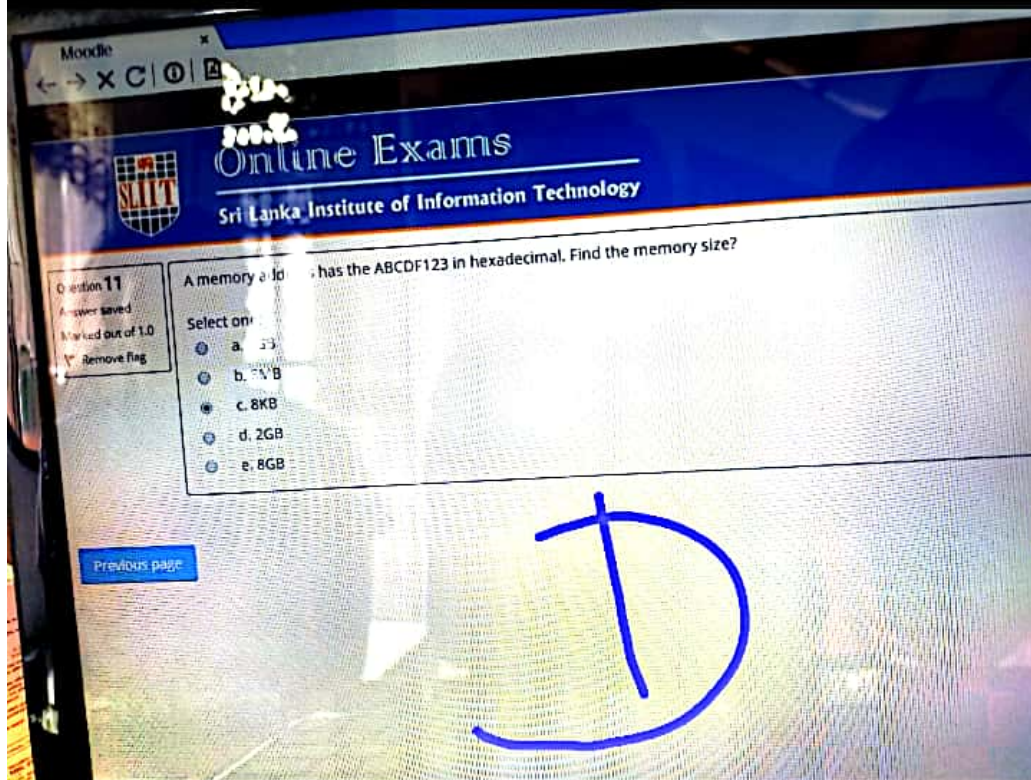 Moodle
Online Exams
SLIIT
Sri Lanka Institute of Information Technology
Question 11
Answer saved
Marked out of 1.0
Remove flag
A memory has the ABCDF123 in hexadecimal. Find the memory size?
Select one
a.
b.
c. 8KB
d. 2GB
e. 8GB
Previous page
D